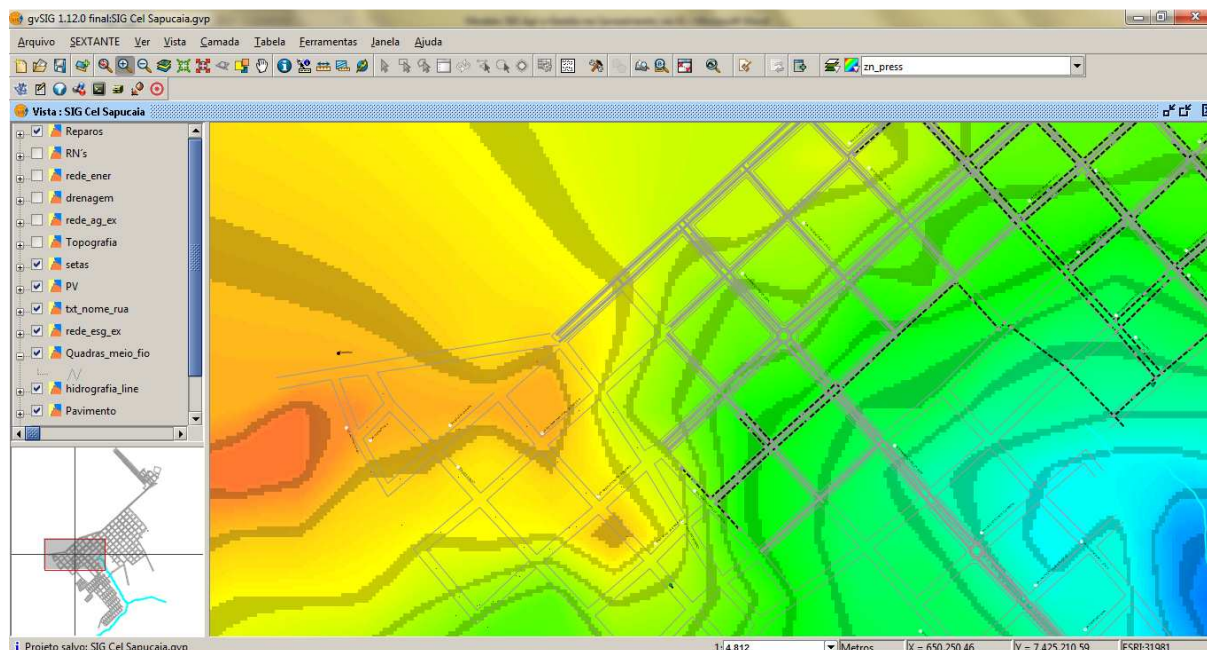 gvSIG 1.12.0 final:SIG Cel Sapucaia.gvp
Arquivo SEXTANTE Ver Vista Camada Tabela Ferramentas Janela Ajuda
zn_press
Vista : SIG Cel Sapucaia
Reparos
RN's
rede_ener
drenagem
rede_ag_ex
Topografia
setas
PV
txt_nome_rua
rede_esg_ex
Quadras_meio_fio
hidrografia_line
Pavimento
Projeto salvo: SIG Cel Sapucaia.gvp 1: 4.812 Metros X = 650.250,46 Y = 7.425.210,59 ESRI:31981